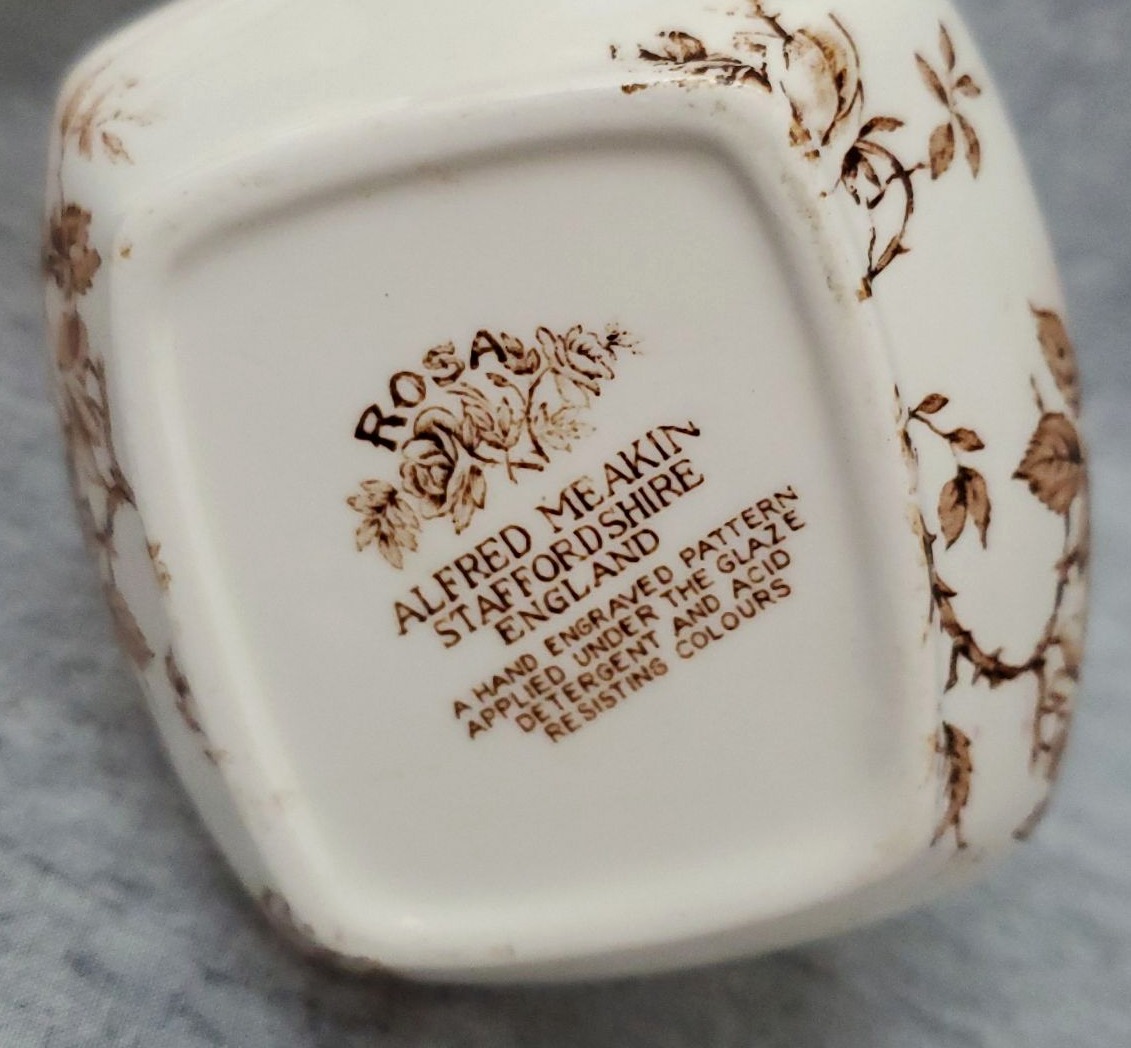 ROSA
ALFRED MEAKIN
STAFFORDSHIRE
ENGLAND
A HAND ENGRAVED PATTERN
APPLIED UNDER THE GLAZE
DETERGENT AND ACID
RESISTING COLOURS